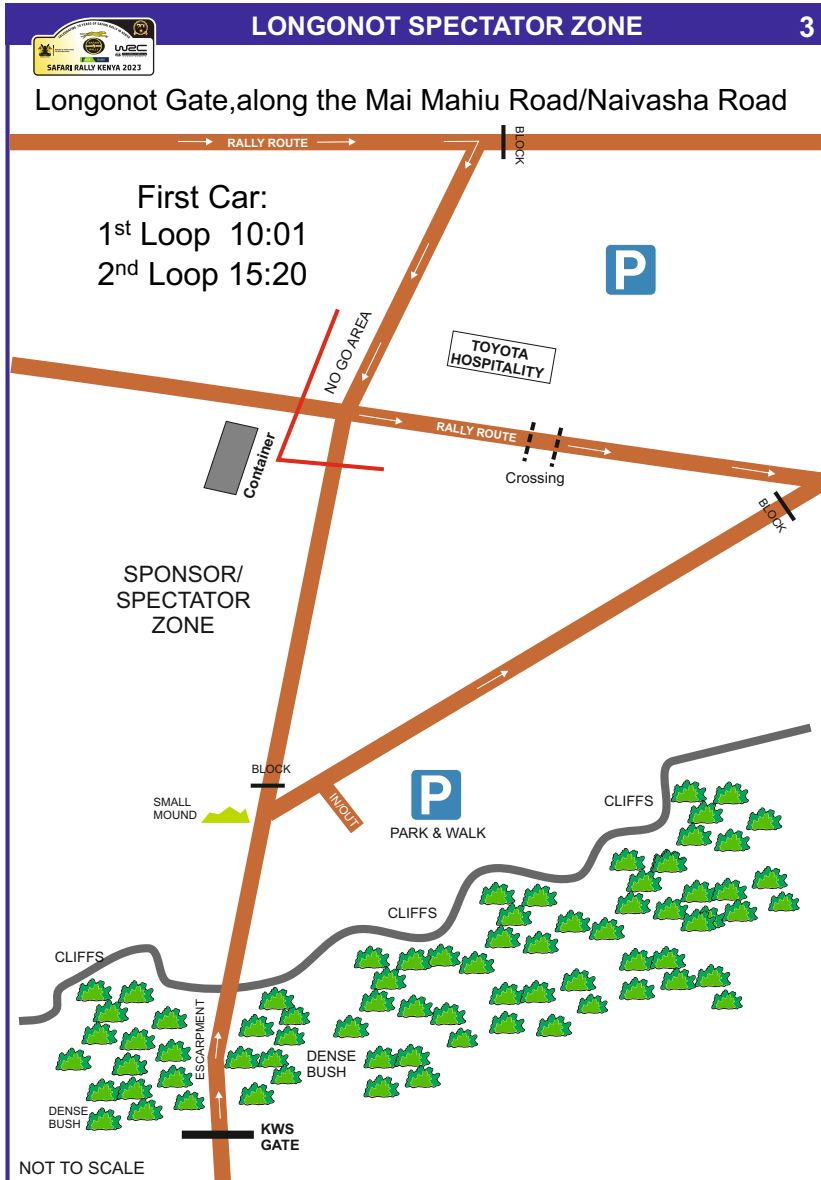 LONGONOT SPECTATOR ZONE
3
WRC
SAFARI RALLY KENYA 2023
Longonot Gate,along the Mai Mahiu Road/Naivasha Road
RALLY ROUTE
BLOCK
First Car:
1st Loop 10:01
2nd Loop 15:20
P
NO GO AREA
TOYOTA
HOSPITALITY
RALLY ROUTE
Container
Crossing
BLOCK
SPONSOR/
SPECTATOR
ZONE
BLOCK
SMALL
MOUND
IN/OUT
P
PARK & WALK
CLIFFS
CLIFFS
CLIFFS
ESCARPMENT
DENSE
BUSH
DENSE
BUSH
KWS
GATE
NOT TO SCALE